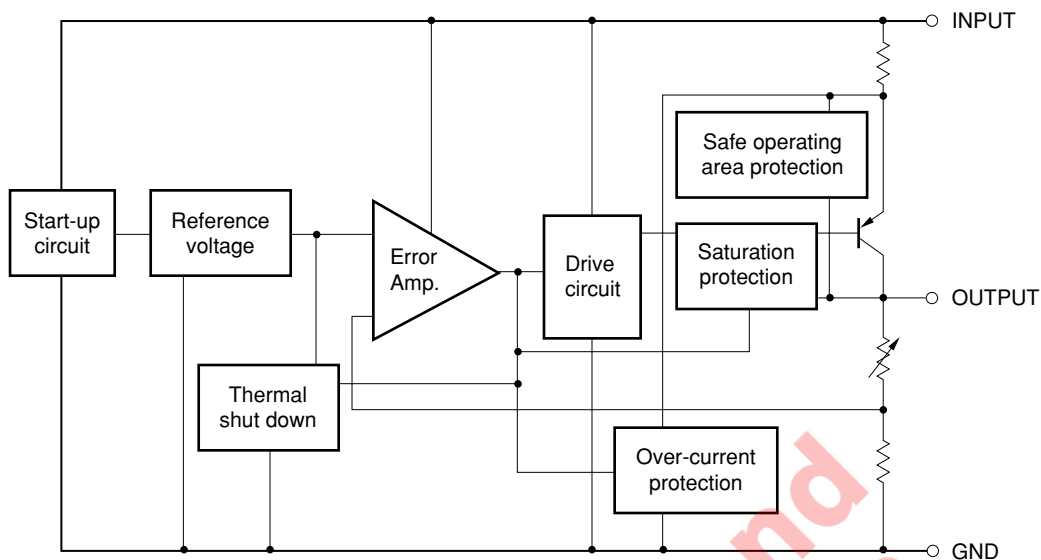 INPUT
Safe operating
area protection
Start-up
circuit
Reference
voltage
Error
Amp.
Drive
circuit
Saturation
protection
OUTPUT
Thermal
shut down
Over-current
protection
GND